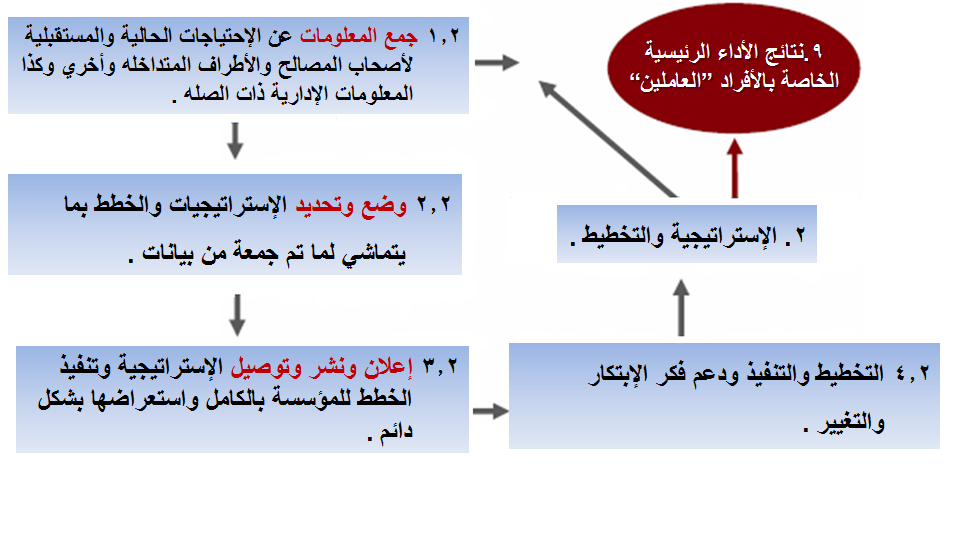 ١,٢ جمع المعلومات عن الإحتياجات الحالية والمستقبلية
لأصحاب المصالح والأطراف المتداخله وأخري وكذا
المعلومات الإدارية ذات الصله .
٩.نتائج الأداء الرئيسية
الخاصة بالأفراد ”العاملين“
٢,٢ وضع وتحديد الإستراتيجيات والخطط بما
يتماشي لما تم جمعة من بيانات .
٢. الإستراتيجية والتخطيط .
٣,٢ إعلان ونشر وتوصيل الإستراتيجية وتنفيذ
الخطط للمؤسسة بالكامل واستعراضها بشكل
دائم .
٤,٢ التخطيط والتنفيذ ودعم فكر الإبتكار
والتغيير .